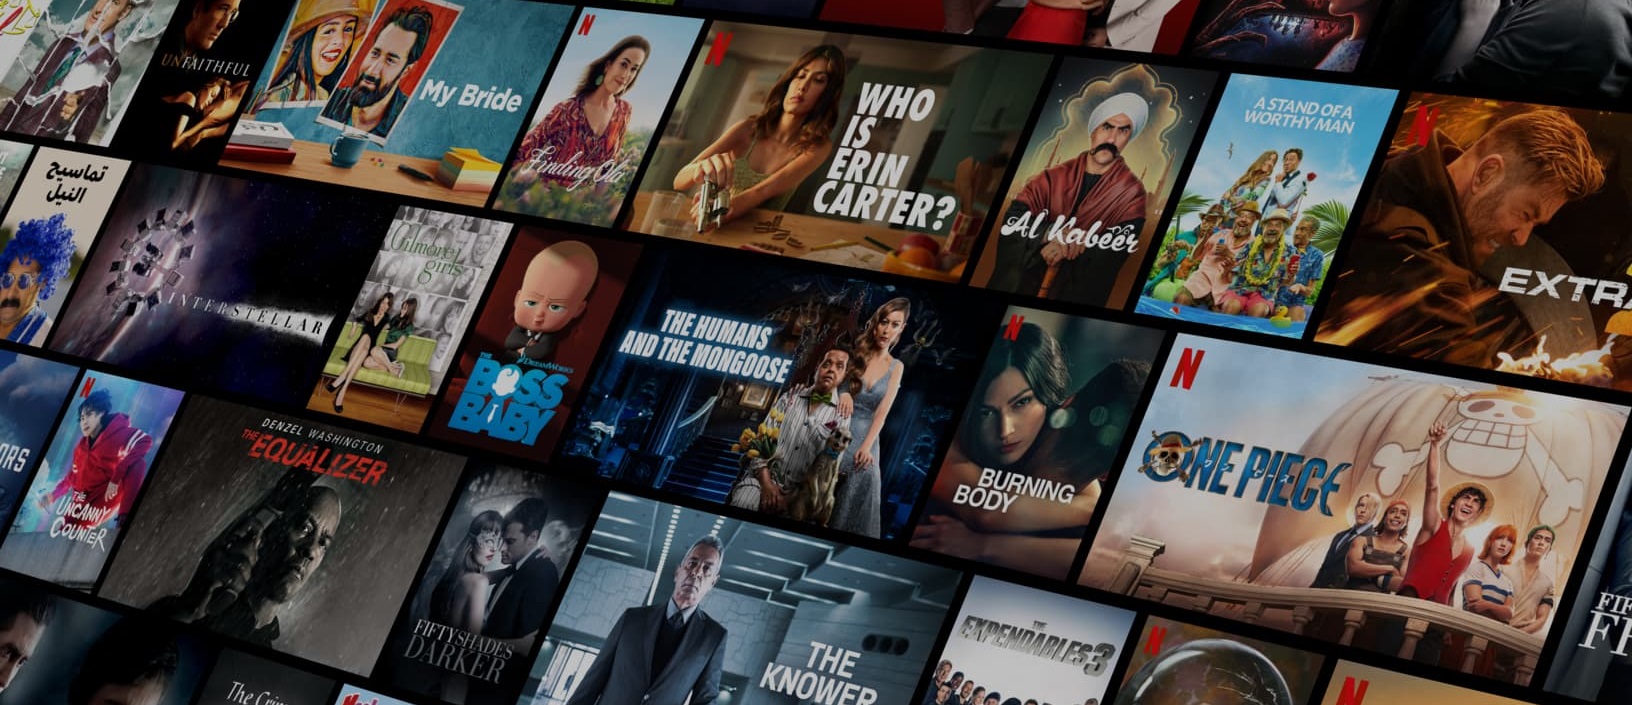 UNFAITHFUL
My Bride
N
Finding Ola
N
WHO
IS
ERIN
CARTER?
Al Kabeer
A STAND OF A
WORTHY MAN
N
تماسيح
النيل
INTERSTELLAR
Gilmore
girls
THE
DREAMWORKS
BOSS
BABY
THE HUMANS
AND THE MONGOOSE
N
BURNING
BODY
N
ONE PIECE
N
THE
UNCANNY
COUNTER
DENZEL WASHINGTON
THE
EQUALIZER
FIFTY SHADES
DARKER
THE
KNOWER
THE
EXPENDABLES 3
N
N